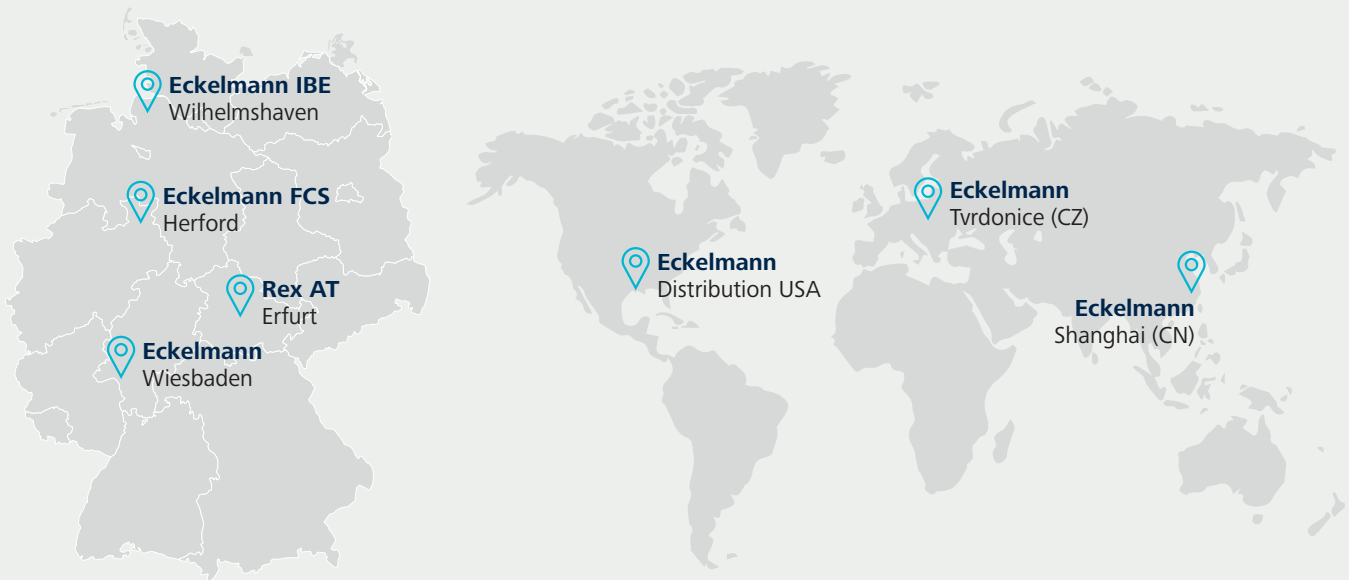 Eckelmann IBE
Wilhelmshaven
Eckelmann FCS
Herford
Rex AT
Erfurt
Eckelmann
Wiesbaden
Eckelmann
Tvrdonice (CZ)
Eckelmann
Distribution USA
Eckelmann
Shanghai (CN)